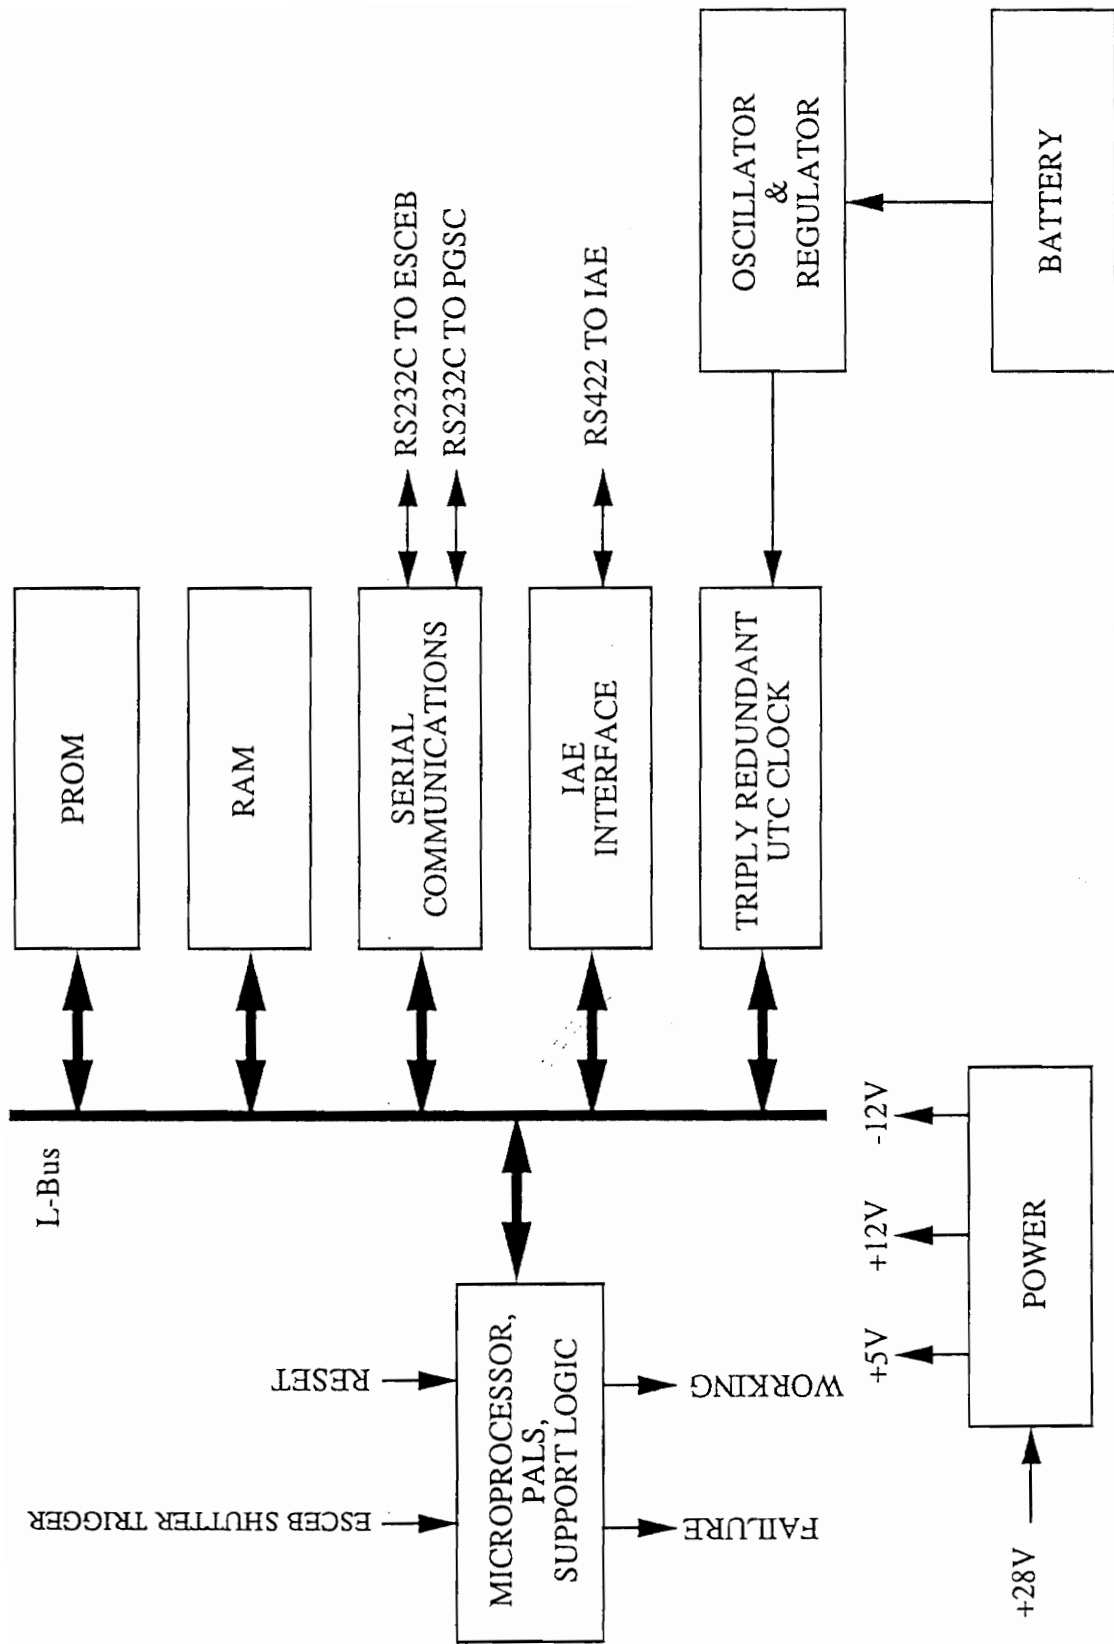 L-Bus
PROM
RAM
SERIAL
COMMUNICATIONS
RS232C TO ESCEB
RS232C TO PGSC
IAE
INTERFACE
RS422 TO IAE
TRIPLY REDUNDANT
UTC CLOCK
OSCILLATOR
&
REGULATOR
BATTERY
ESCEB SHUTTER TRIGGER
RESET
MICROPROCESSOR,
PALS,
SUPPORT LOGIC
FAILURE
WORKING
+5V
+12V
-12V
+28V
POWER